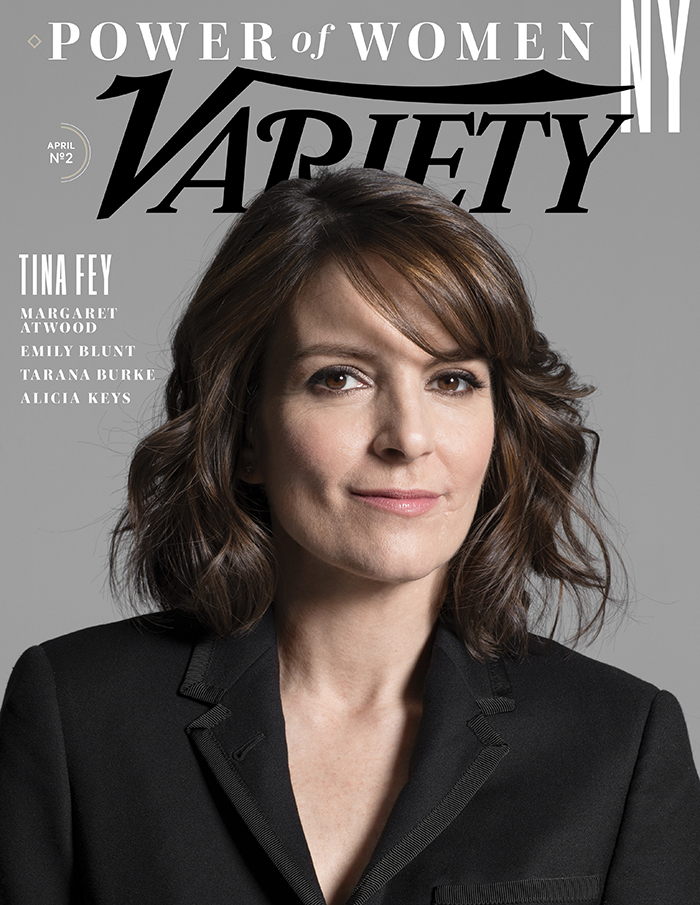 POWER of WOMEN
NY
VARIETY
APRIL
Nº2
TINA FEY
MARGARET
ATWOOD
EMILY BLUNT
TARANA BURKE
ALICIA KEYS